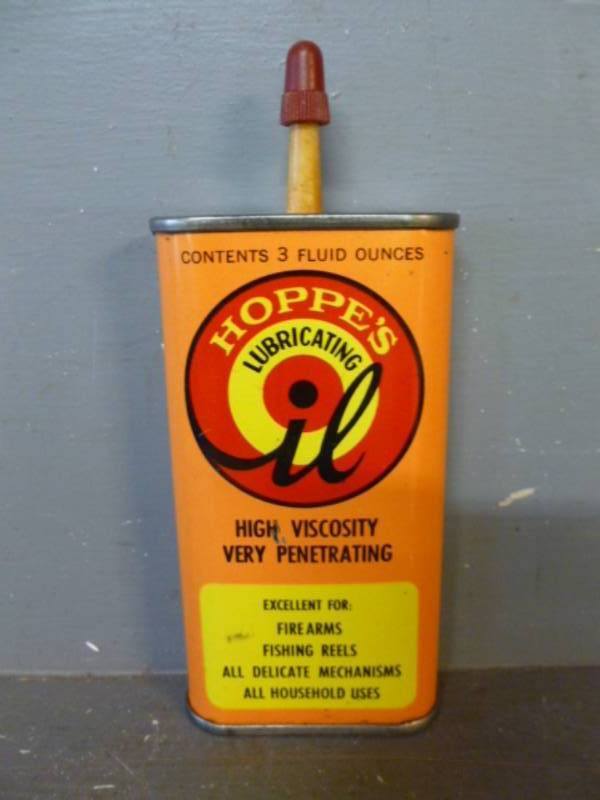 CONTENTS 3 FLUID OUNCES
HOPPE'S
LUBRICATING
Oil
HIGH VISCOSITY
VERY PENETRATING
EXCELLENT FOR:
FIREARMS
FISHING REELS
ALL DELICATE MECHANISMS
ALL HOUSEHOLD USES